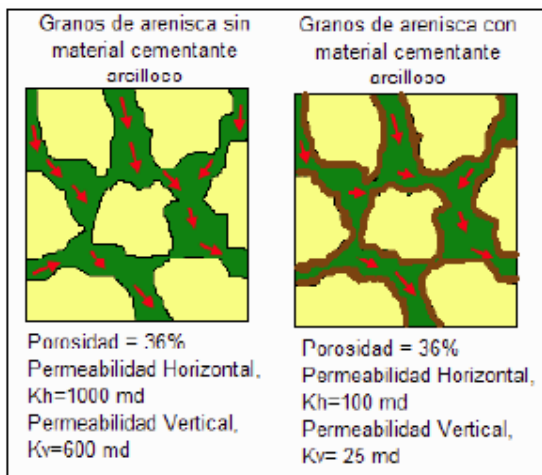 Granos de arenisca sin
material cementante
arcilloso
Porosidad = 36%
Permeabilidad Horizontal,
Kh=1000 md
Permeabilidad Vertical,
Kv=600 md
Granos de arenisca con
material cementante
arcilloso
Porosidad = 36%
Permeabilidad Horizontal,
Kh=100 md
Permeabilidad Vertical,
Kv= 25 md